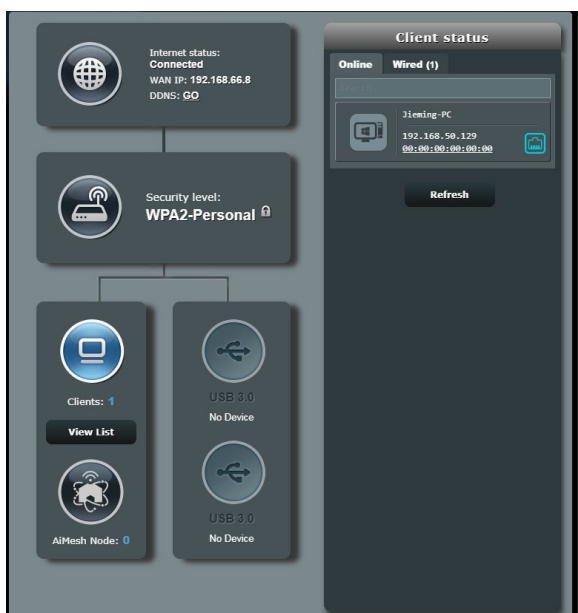 Internet status:
Connected
WAN IP: 192.168.66.8
DDNS: GO
Security level:
WPA2-Personal
Clients: 1
View List
AiMesh Node: 0
USB 3.0
No Device
USB 3.0
No Device
Client status
Online Wired (1)
Search
Jieming-PC
192.168.50.129
00:00:00:00:00:00
Refresh